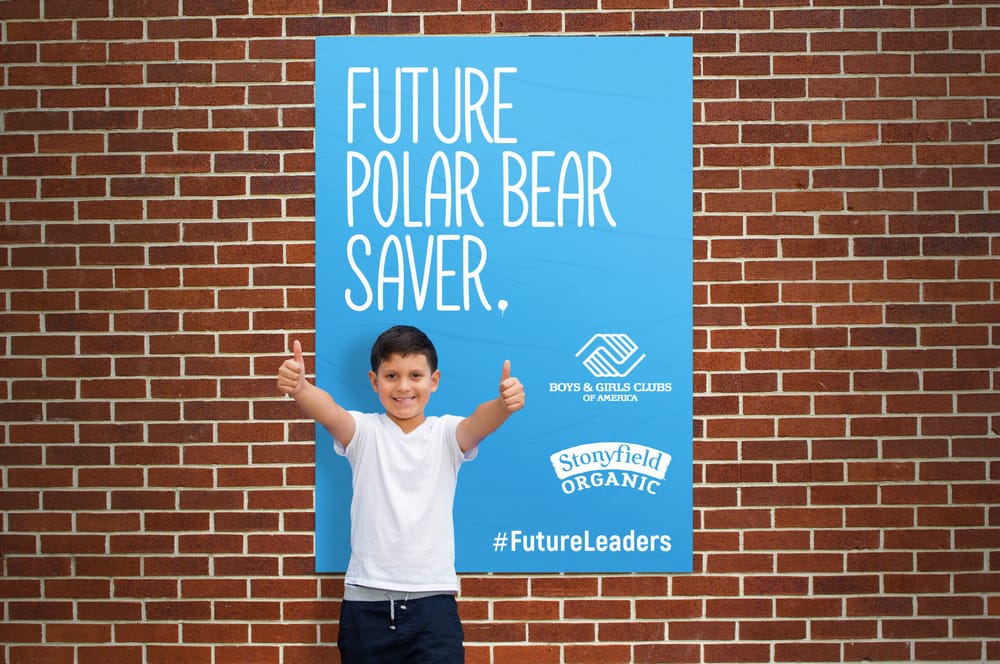 FUTURE
POLAR BEAR
SAVER.
BOYS & GIRLS CLUBS
OF AMERICA
Stonyfield
ORGANIC
#FutureLeaders